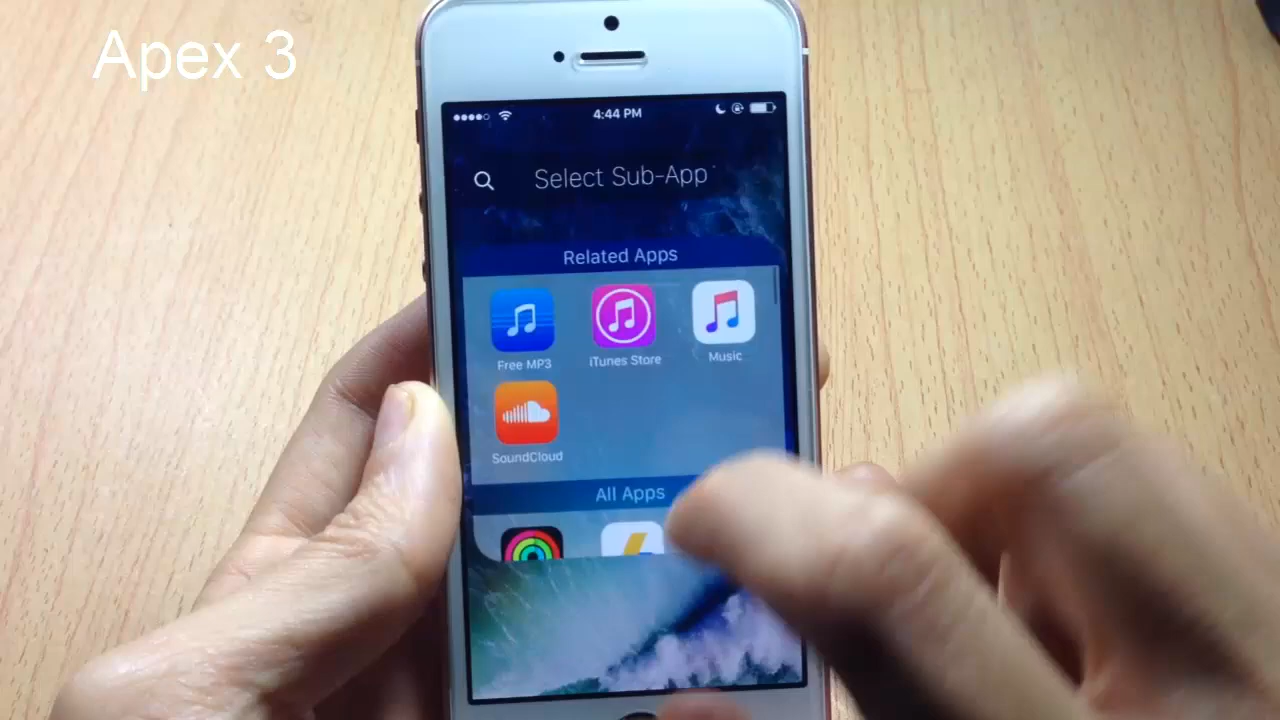 Apex 3
4:44 PM
Select Sub-App
Related Apps
Free MP3
iTunes Store
Music
SoundCloud
All Apps